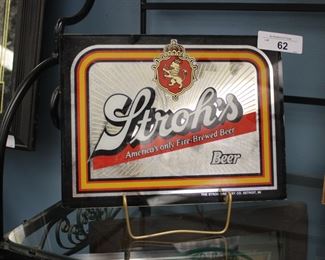 62
Stroh's
America's only Fire-Brewed Beer
Beer